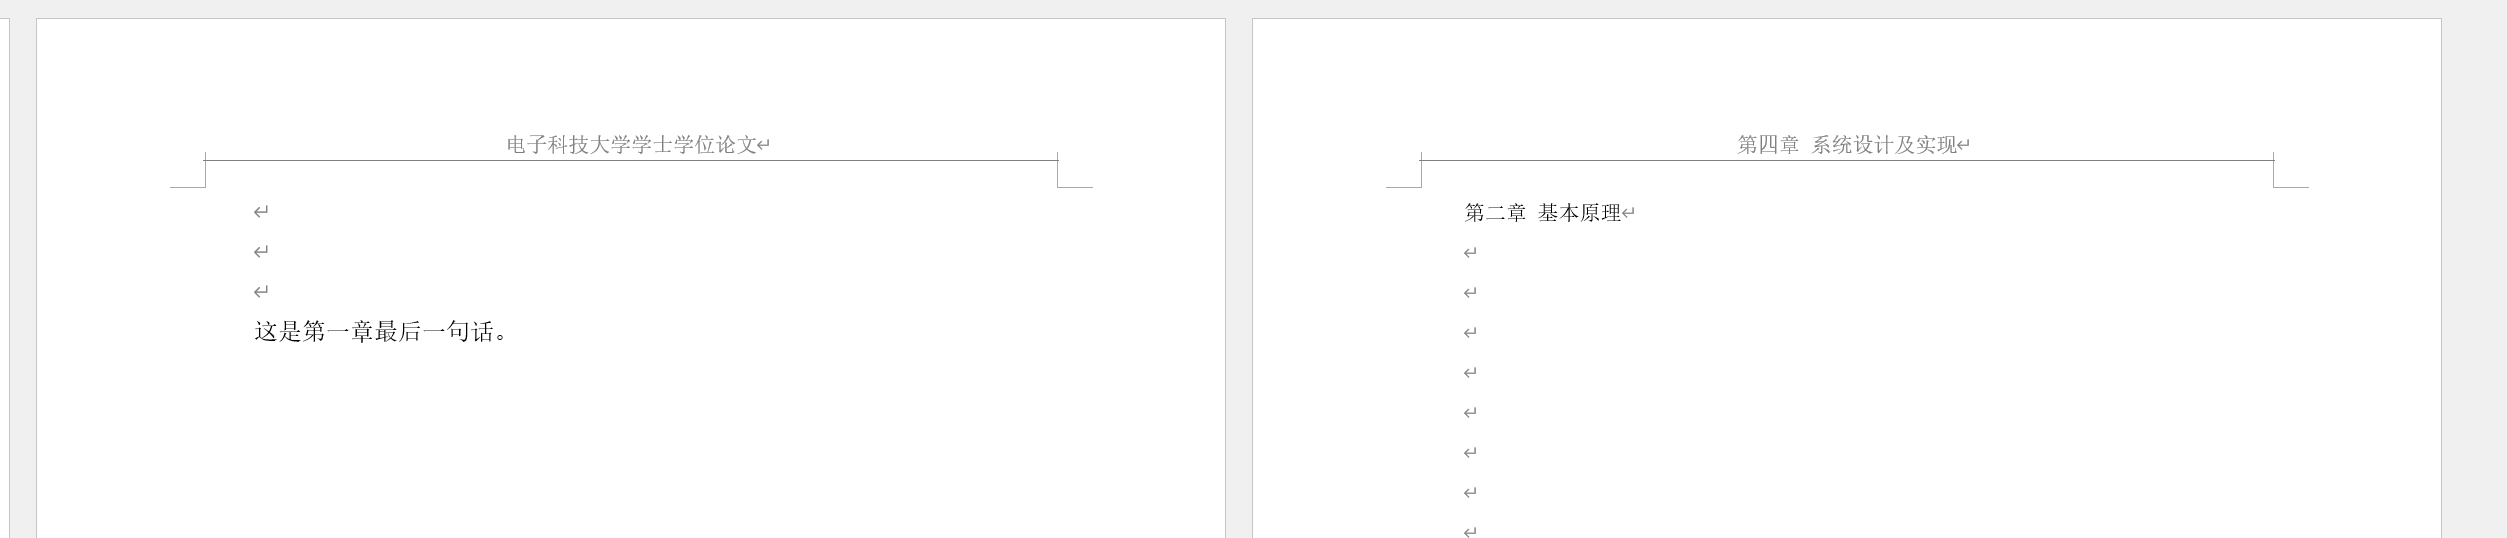 电子科技大学学士学位论文
这是第一章最后一句话。
第四章 系统设计及实现
第二章 基本原理